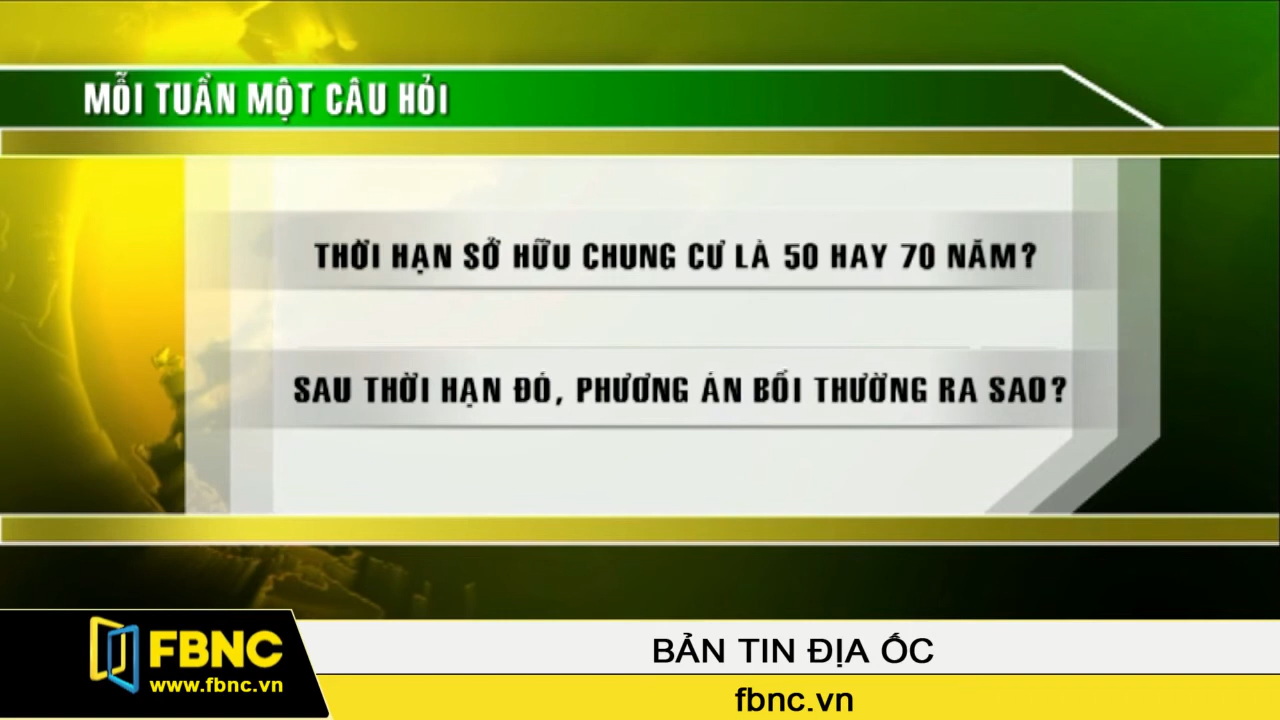 MỖI TUẦN MỘT CÂU HỎI
THỜI HẠN SỞ HỮU CHUNG CƯ LÀ 50 HAY 70 NĂM?
SAU THỜI HẠN ĐÓ, PHƯƠNG ÁN BỒI THƯỜNG RA SAO?
FBNC
www.fbnc.vn
BẢN TIN ĐỊA ỐC
fbnc.vn